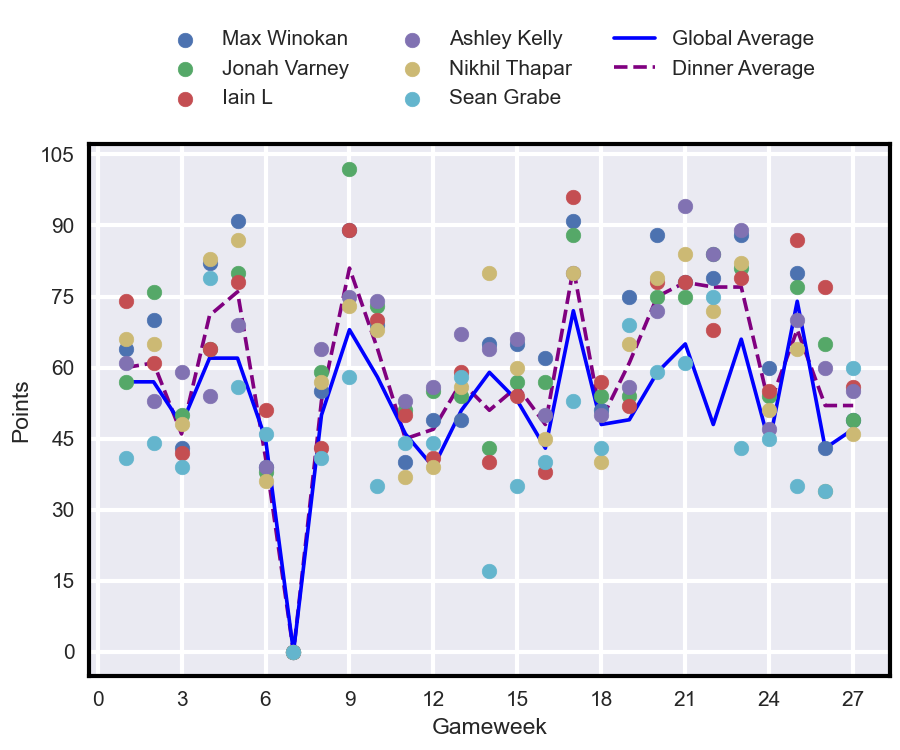 Max Winokan
Jonah Varney
Iain L
Ashley Kelly
Nikhil Thapar
Sean Grabe
Global Average
Dinner Average
105
90
75
60
45
30
15
0
Points
0 3 6 9 12 15 18 21 24 27
Gameweek